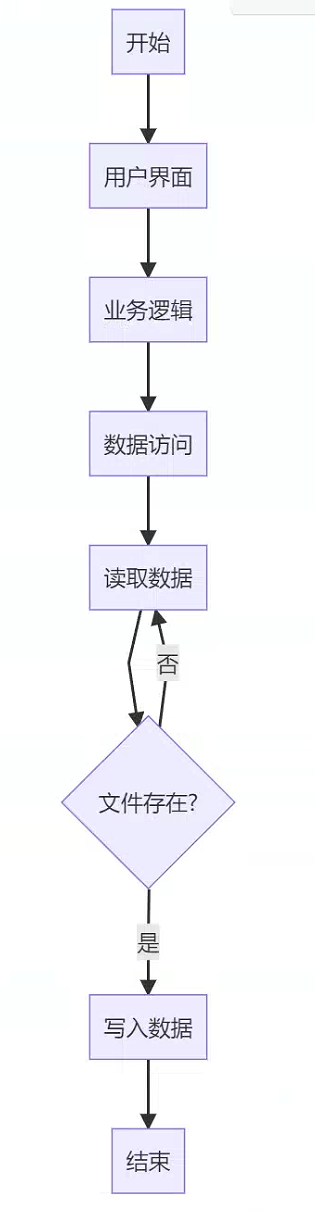 开始
用户界面
业务逻辑
数据访问
读取数据
否
文件存在?
是
写入数据
结束